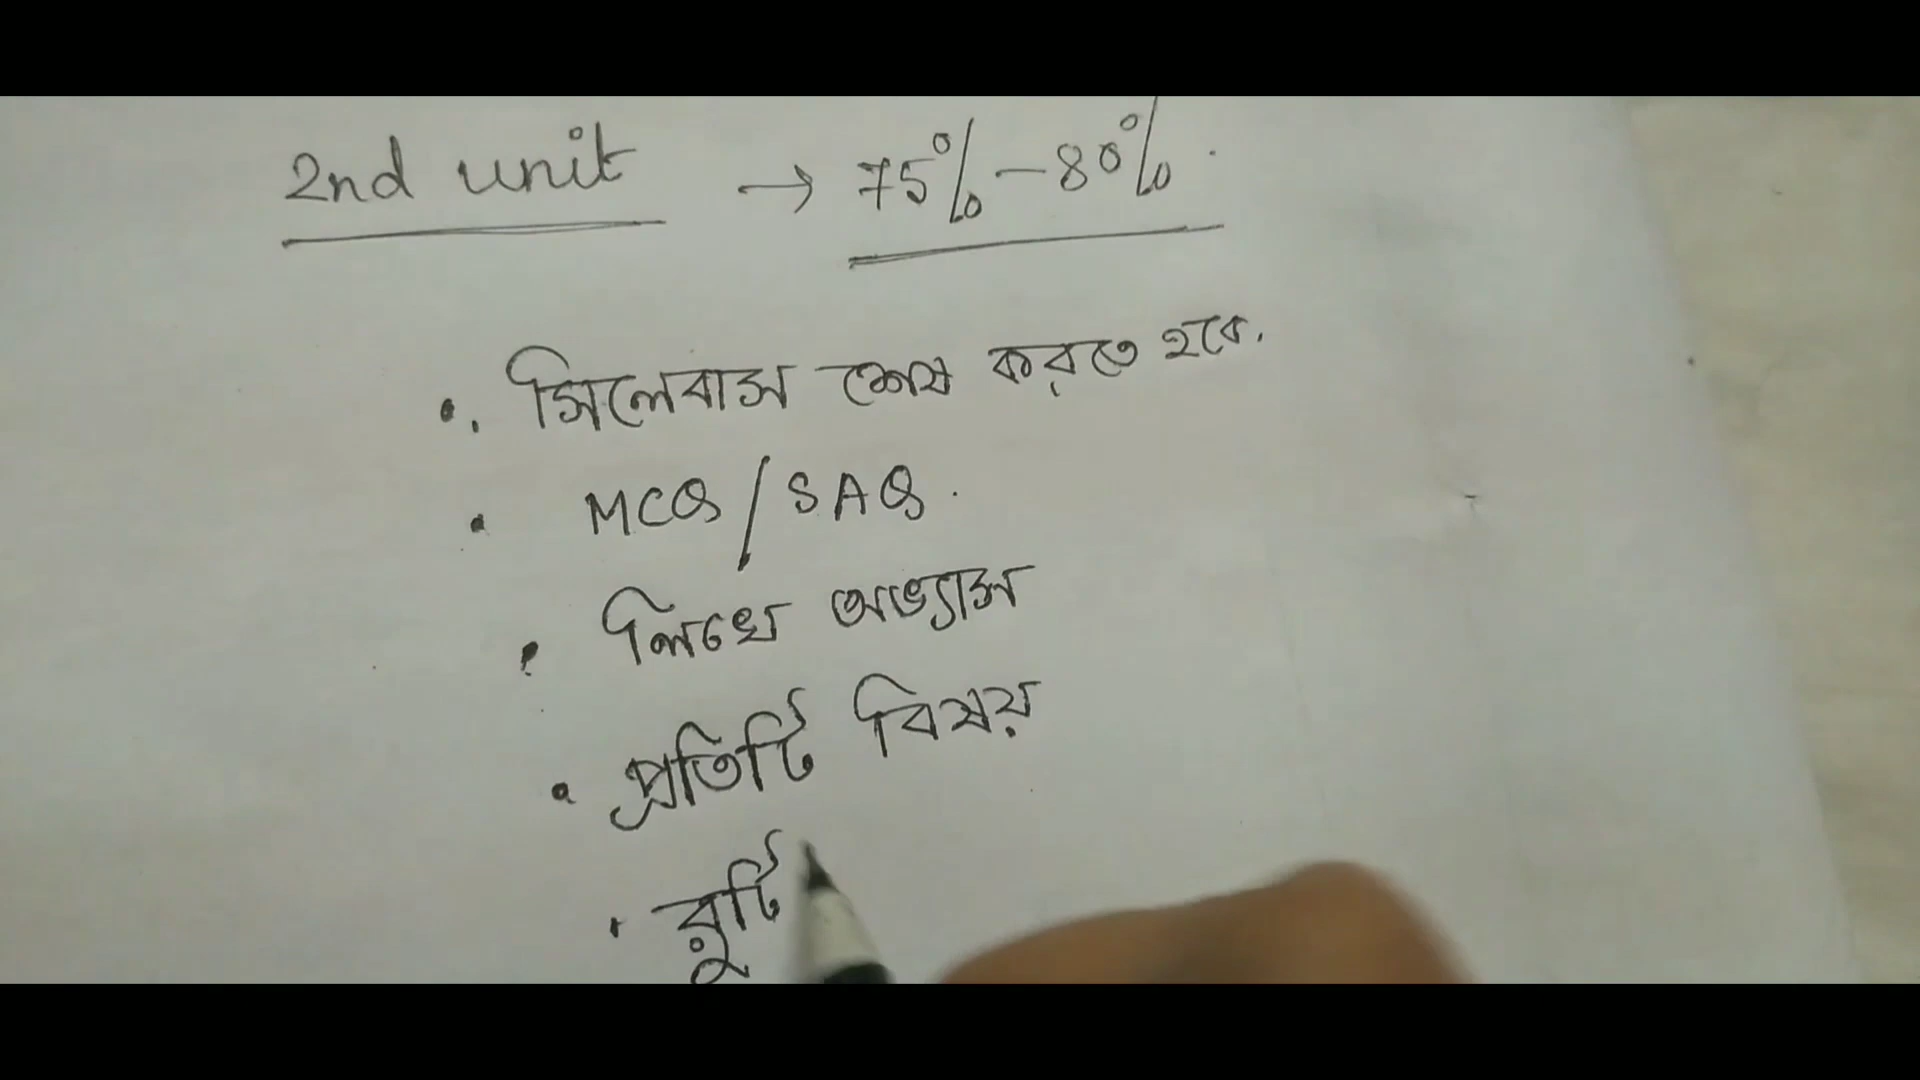 2nd unit → 75% - 80%.
• সিলেবাস শেষ করতে হবে.
• MCQ / SAQ.
• লিখে অভ্যাস
• প্রতিটি বিষয়
• রুটি